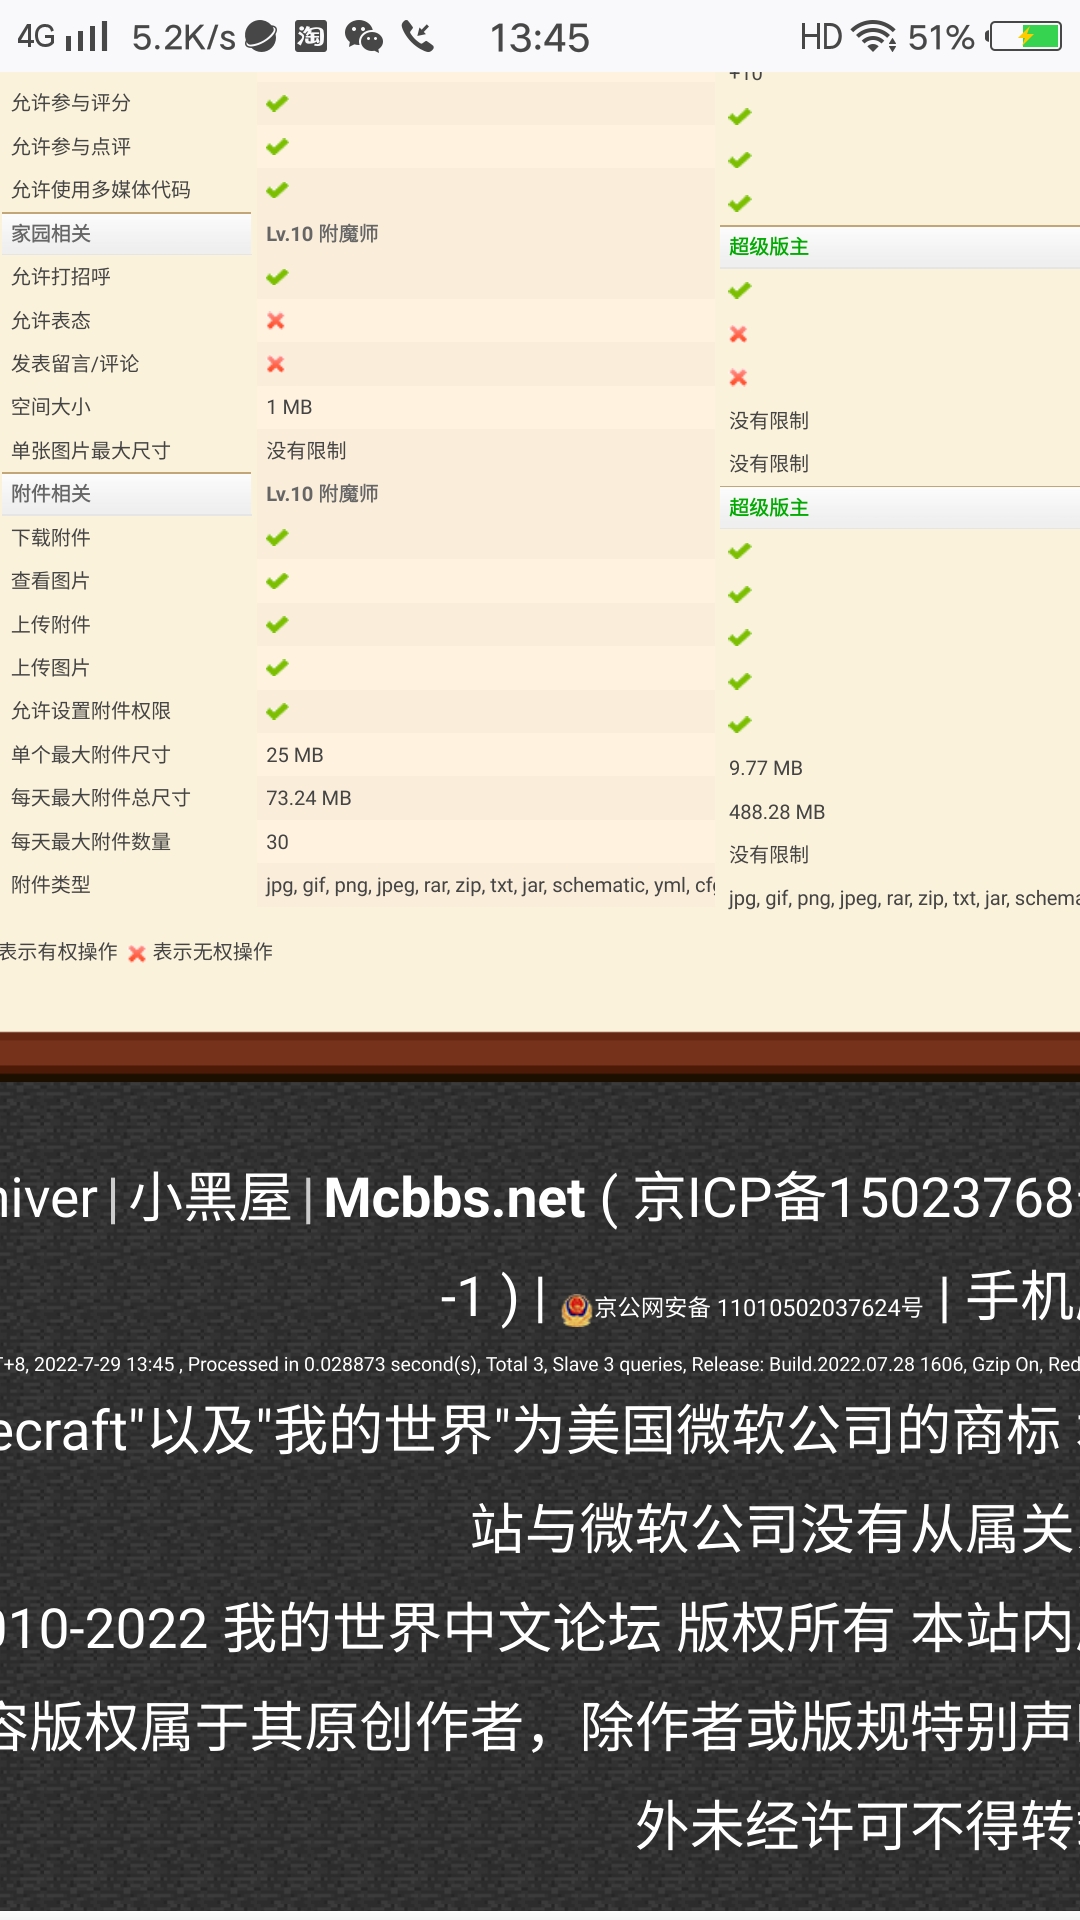 4G 5.2K/s 淘 13:45 HD 51%
+10
允许参与评分
允许参与点评
允许使用多媒体代码
家园相关 Lv.10 附魔师 超级版主
允许打招呼
允许表态
发表留言/评论
空间大小 1 MB 没有限制
单张图片最大尺寸 没有限制 没有限制
附件相关 Lv.10 附魔师 超级版主
下载附件
查看图片
上传附件
上传图片
允许设置附件权限
单个最大附件尺寸 25 MB 9.77 MB
每天最大附件总尺寸 73.24 MB 488.28 MB
每天最大附件数量 30 没有限制
附件类型 jpg, gif, png, jpeg, rar, zip, txt, jar, schematic, yml, cfg jpg, gif, png, jpeg, rar, zip, txt, jar, schema
表示有权操作 表示无权操作
niver | 小黑屋 | Mcbbs.net ( 京ICP备15023768
-1 ) | 京公网安备 11010502037624号 | 手机
T+8, 2022-7-29 13:45 , Processed in 0.028873 second(s), Total 3, Slave 3 queries, Release: Build.2022.07.28 1606, Gzip On, Red
ecraft"以及"我的世界"为美国微软公司的商标
站与微软公司没有从属关
010-2022 我的世界中文论坛 版权所有 本站内
容版权属于其原创作者，除作者或版规特别声
外未经许可不得转